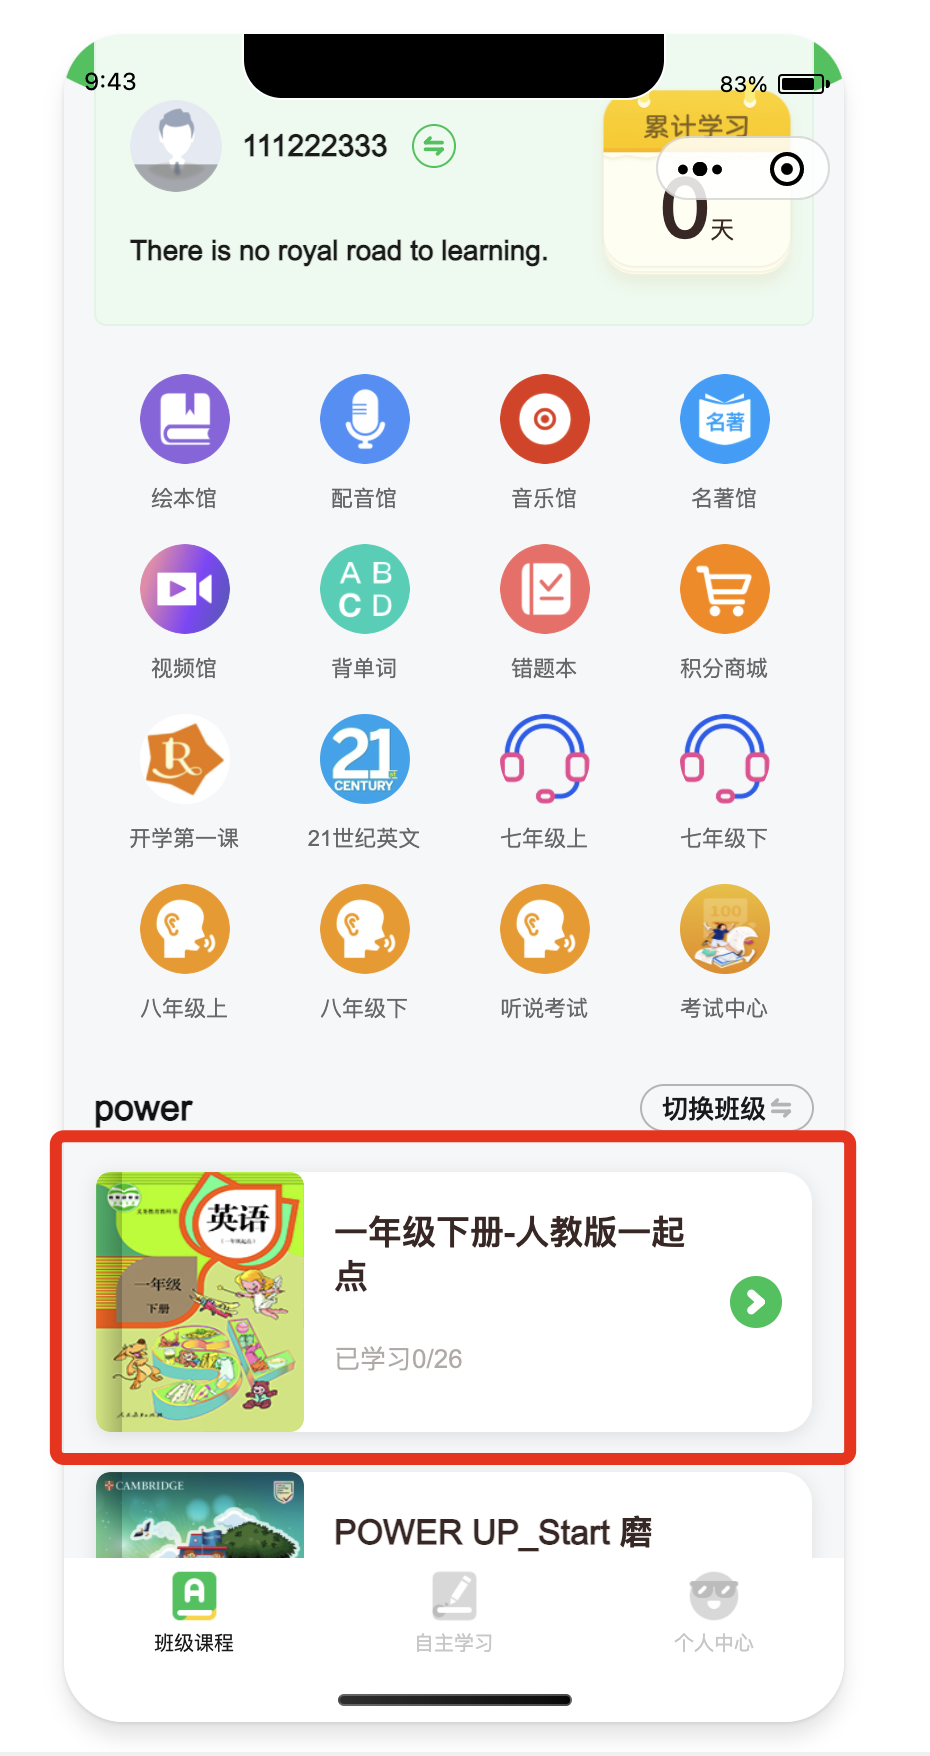 9:43
83%
累计学习
111222333
0天
There is no royal road to learning.
名著
绘本馆
配音馆
音乐馆
名著馆
A B
C D
视频馆
背单词
错题本
积分商城
R
21
CENTURY
开学第一课
21世纪英文
七年级上
七年级下
100
八年级上
八年级下
听说考试
考试中心
power
切换班级
英语
(一年级起点)
一年级
下册
一年级下册-人教版一起
点
已学习0/26
CAMBRIDGE
POWER UP_Start 磨
A
班级课程
自主学习
个人中心